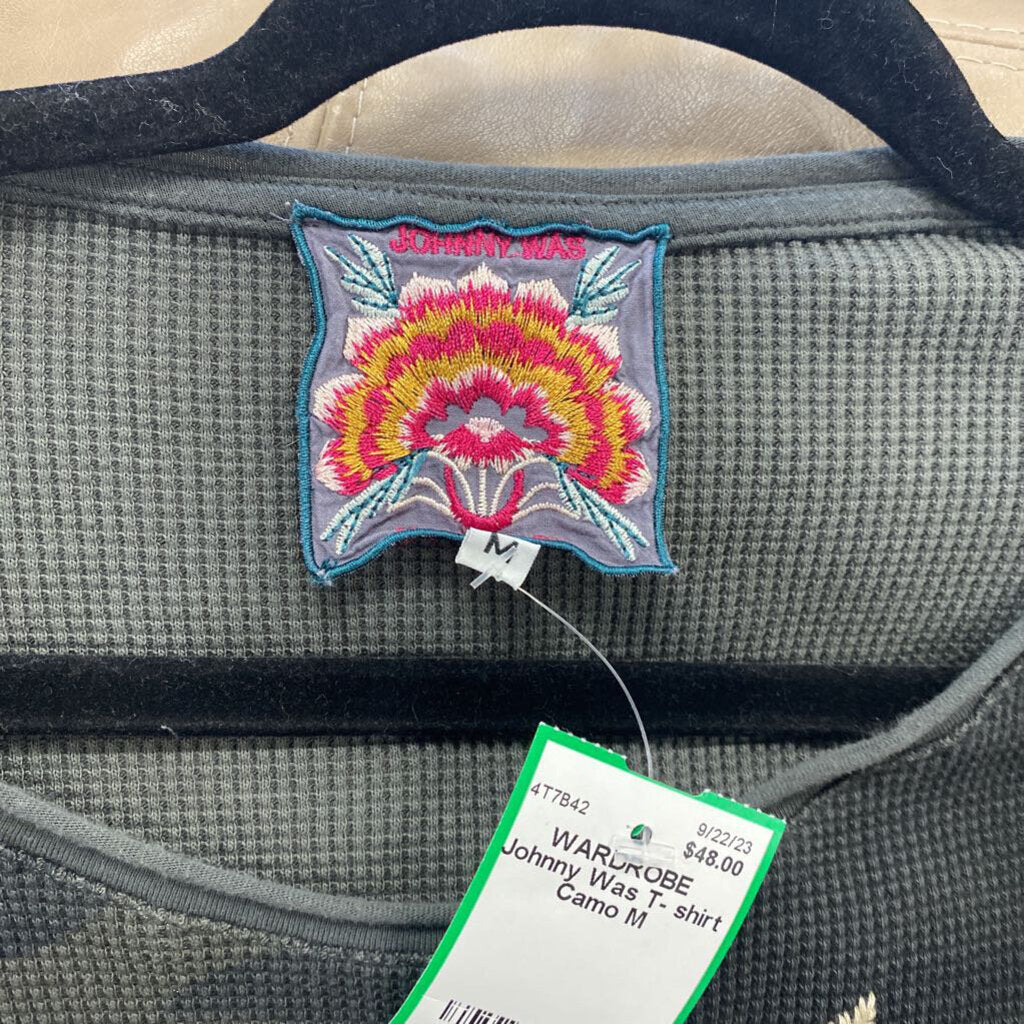 JOHNNY WAS
M
4T7B42
9/22/23
$48.00
WARDROBE
Johnny Was T- shirt
Camo M